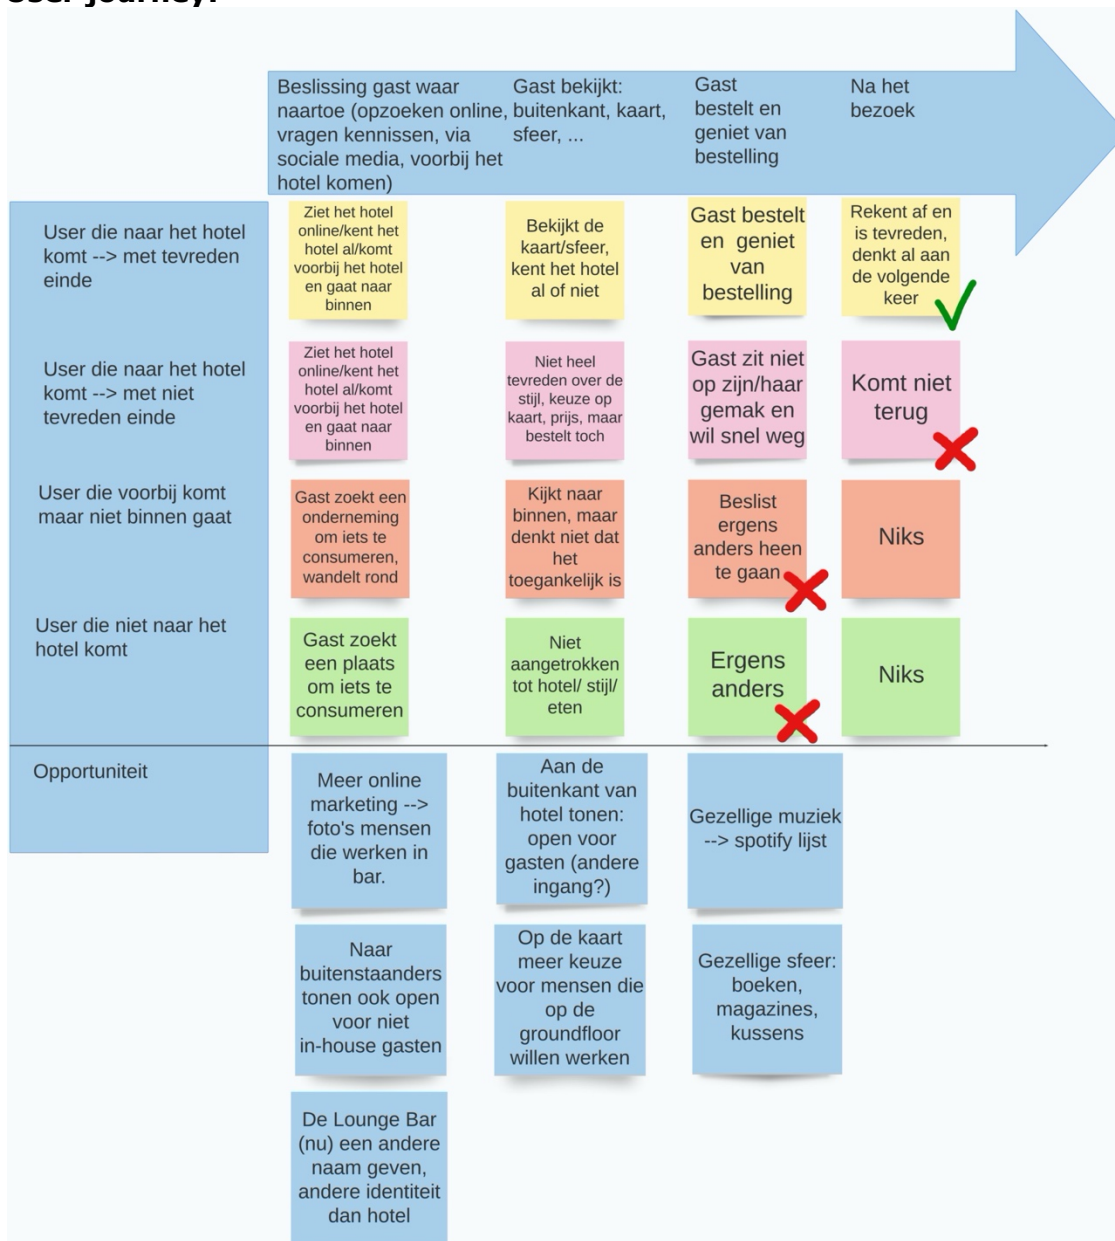 User journey:
Beslissing gast waar
naartoe (opzoeken online,
vragen kennissen, via
sociale media, voorbij het
hotel komen)
Gast bekijkt:
buitenkant, kaart,
sfeer, ...
Gast
bestelt en
geniet van
bestelling
Na het
bezoek
User die naar het hotel
komt --> met tevreden
einde
Ziet het hotel
online/kent het
hotel al/komt
voorbij het hotel
en gaat naar
binnen
Bekijkt de
kaart/sfeer,
kent het hotel
al of niet
Gast bestelt
en geniet
van
bestelling
Rekent af en
is tevreden,
denkt al aan
de volgende
keer
User die naar het hotel
komt --> met niet
tevreden einde
Ziet het hotel
online/kent het
hotel al/komt
voorbij het hotel
en gaat naar
binnen
Niet heel
tevreden over de
stijl, keuze op
kaart, prijs, maar
bestelt toch
Gast zit niet
op zijn/haar
gemak en
wil snel weg
Komt niet
terug
User die voorbij komt
maar niet binnen gaat
Gast zoekt een
onderneming
om iets te
consumeren,
wandelt rond
Kijkt naar
binnen, maar
denkt niet dat
het
toegankelijk is
Beslist
ergens
anders heen
te gaan
Niks
User die niet naar het
hotel komt
Gast zoekt
een plaats
om iets te
consumeren
Niet
aangetrokken
tot hotel/ stijl/
eten
Ergens
anders
Niks
Opportuniteit
Meer online
marketing -->
foto's mensen
die werken in
bar.
Aan de
buitenkant van
hotel tonen:
open voor
gasten (andere
ingang?)
Gezellige muziek
--> spotify lijst
Naar
buitenstaanders
tonen ook open
voor niet
in-house gasten
Op de kaart
meer keuze
voor mensen die
op de
groundfloor
willen werken
Gezellige sfeer:
boeken,
magazines,
kussens
De Lounge Bar
(nu) een andere
naam geven,
andere identiteit
dan hotel